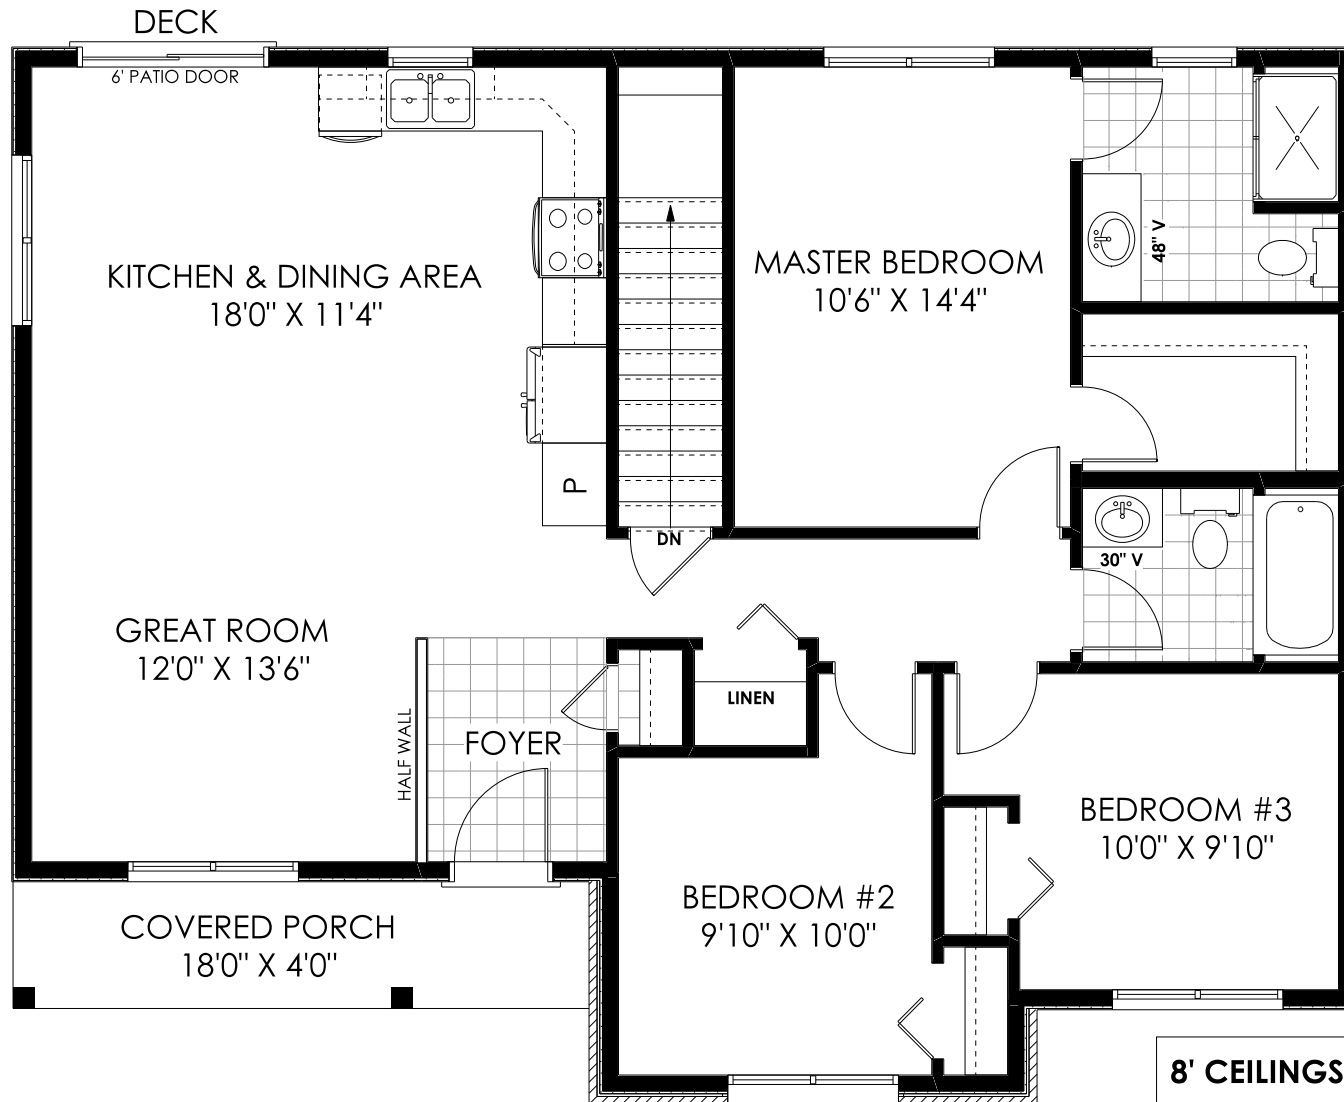 DECK
6' PATIO DOOR
KITCHEN & DINING AREA
18'0" X 11'4"
MASTER BEDROOM
10'6" X 14'4"
48" V
P
DN
30" V
GREAT ROOM
12'0" X 13'6"
LINEN
HALF WALL
FOYER
BEDROOM #3
10'0" X 9'10"
BEDROOM #2
9'10" X 10'0"
COVERED PORCH
18'0" X 4'0"
8' CEILINGS